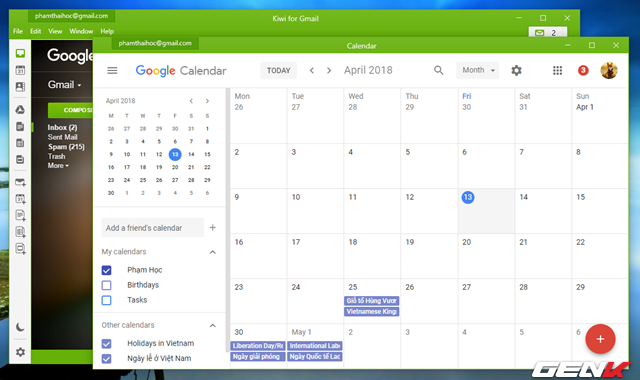 phamthaihoc@gmail.com
Kiwi for Gmail
File Edit View Window Help
2
Gmail
COMPOS
Inbox (2)
Sent Mail
Spam (215)
Trash
More
phamthaihoc@gmail.com
Calendar
Google Calendar
TODAY
April 2018
Month
3
April 2018
M T W T F S S
26 27 28 29 30 31 1
2 3 4 5 6 7 8
9 10 11 12 13 14 15
16 17 18 19 20 21 22
23 24 25 26 27 28 29
30 1 2 3 4 5 6
Add a friend's calendar
My calendars
Phạm Học
Birthdays
Tasks
Other calendars
Holidays in Vietnam
Ngày lễ ở Việt Nam
Mon Tue Wed Thu Fri Sat Sun
26 27 28 29 30 31 Apr 1
2 3 4 5 6 7 8
9 10 11 12 13 14 15
16 17 18 19 20 21 22
23 24 25 26 27 28 29
Giỗ tổ Hùng Vươn
Vietnamese King
30 May 1 2 3 4 5 6
Liberation Day/Re International Labo
Ngày giải phóng Ngày Quốc tế Lao
GENK